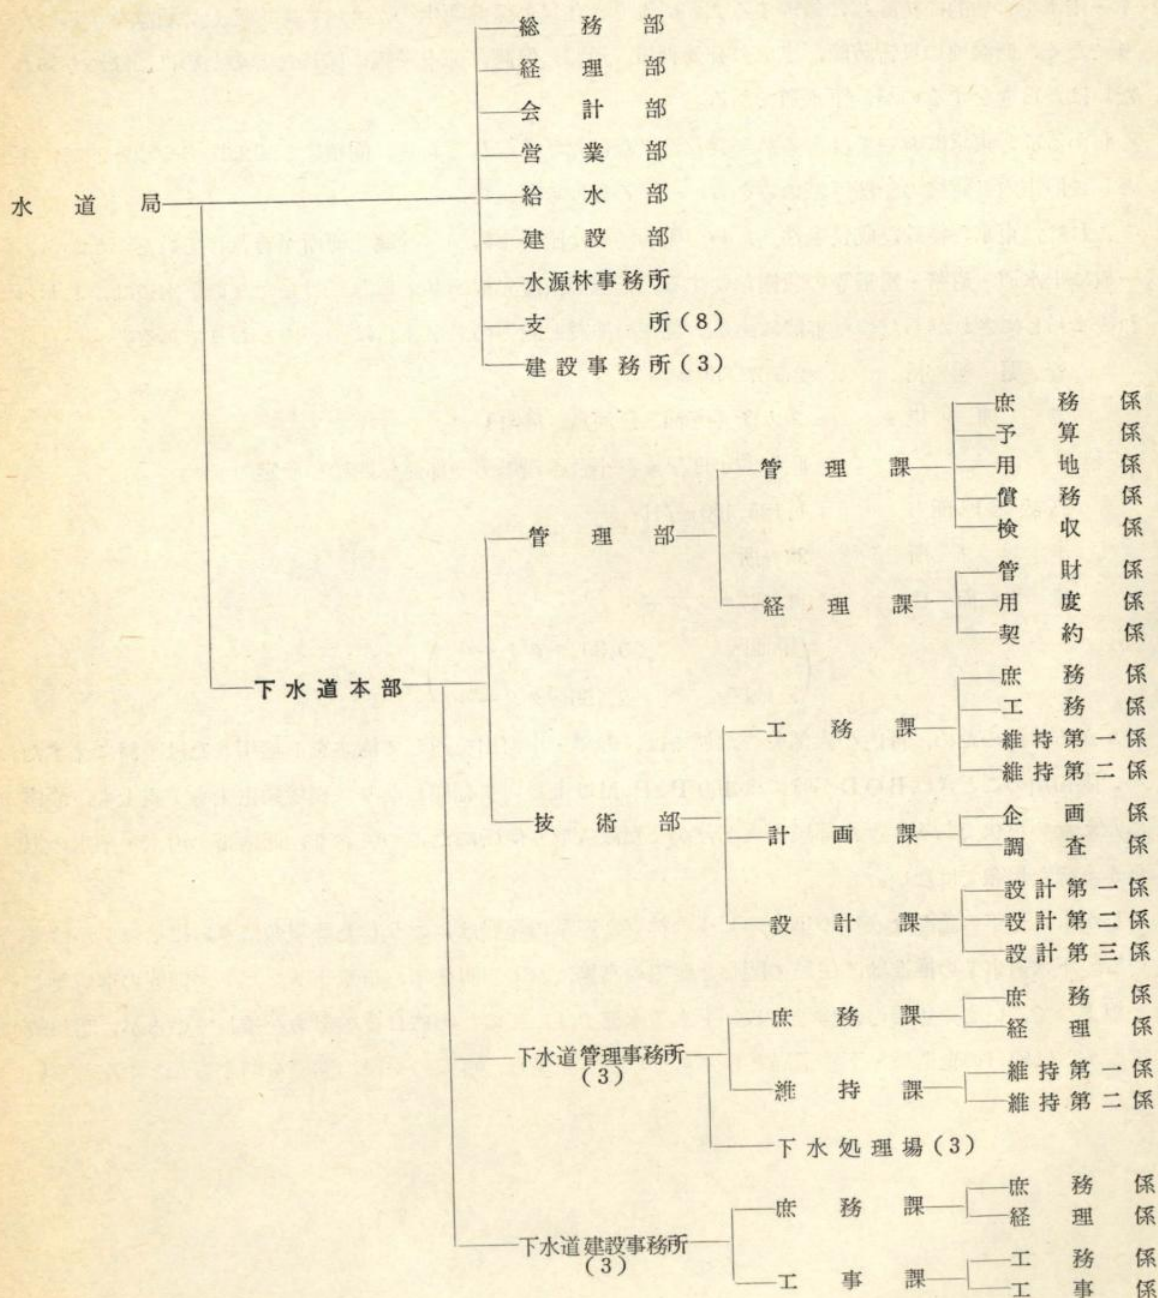 総務部
経理部
会計部
営業部
水道局
給水部
建設部
水源林事務所
支所(8)
建設事務所(3)
下水道本部
管理部
管理課
庶務係
予算係
用地係
償務係
検収係
経理課
管財係
用度係
契約係
技術部
工務課
庶務係
工務係
維持第一係
維持第二係
計画課
企画係
調査係
設計課
設計第一係
設計第二係
設計第三係
下水道管理事務所
(3)
庶務課
庶務係
経理係
維持課
維持第一係
維持第二係
下水処理場(3)
下水道建設事務所
(3)
庶務課
庶務係
経理係
工事課
工務係
工事係